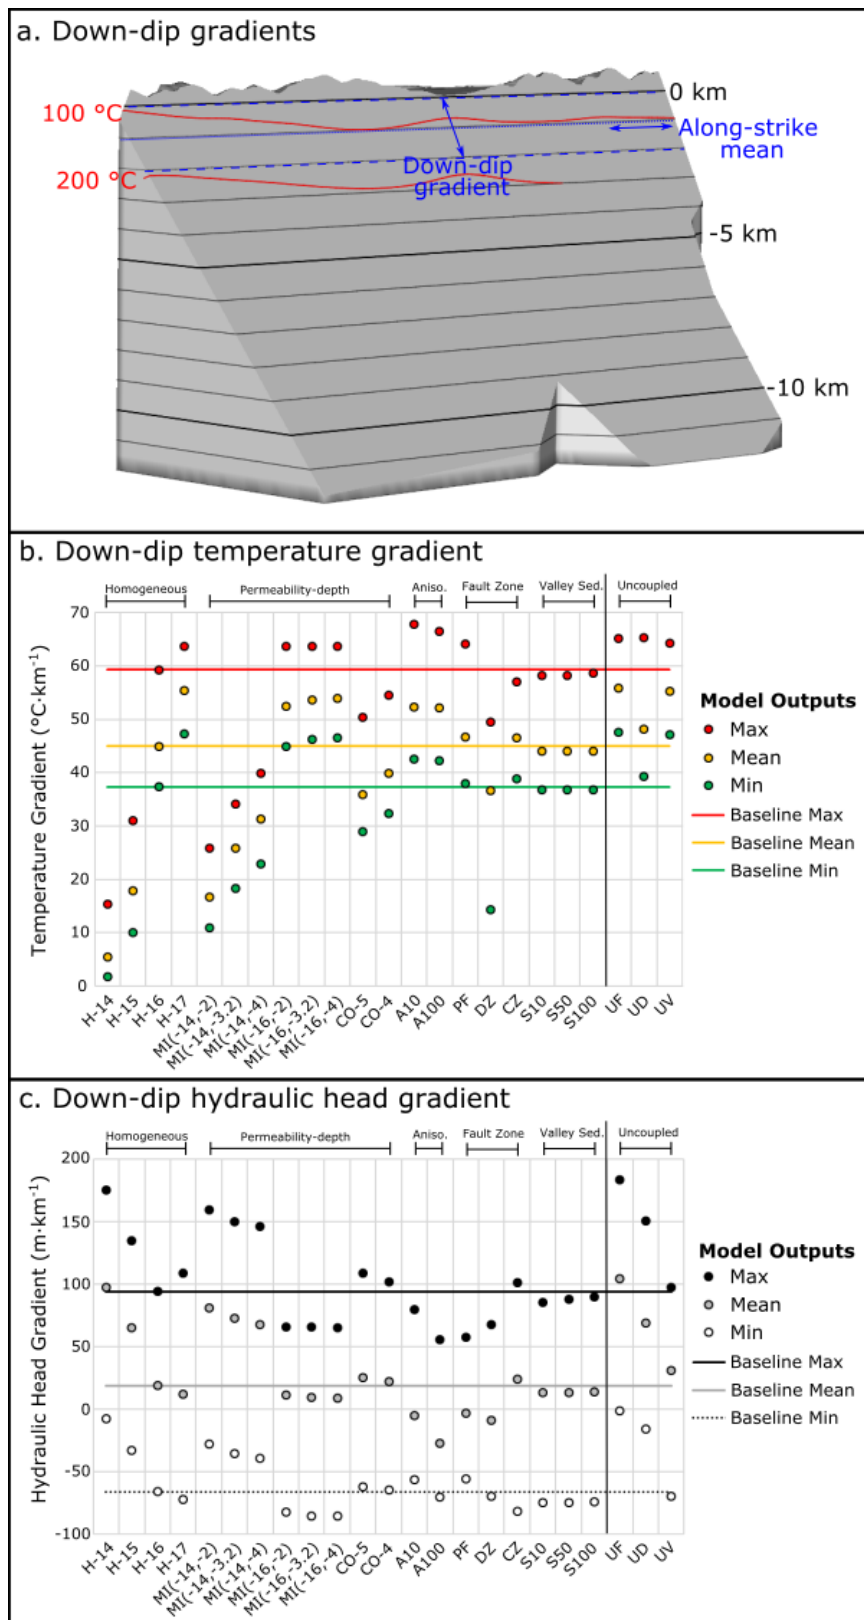 a. Down-dip gradients
0 km
100 °C
Along-strike
mean
Down-dip
gradient
200 °C
-5 km
-10 km
b. Down-dip temperature gradient
Homogeneous
Permeability-depth
Aniso.
Fault Zone
Valley Sed.
Uncoupled
Temperature Gradient (°C·km⁻¹)
70
60
50
40
30
20
10
0
H-14
H-15
H-16
H-17
MI(-14,-2)
MI(-14,-3.2)
MI(-14,-4)
MI(-16,-2)
MI(-16,-3.2)
MI(-16,-4)
CO-5
CO-4
A10
A100
PF
DZ
CZ
S10
S50
S100
UF
UD
UV
Model Outputs
Max
Mean
Min
Baseline Max
Baseline Mean
Baseline Min
c. Down-dip hydraulic head gradient
Homogeneous
Permeability-depth
Aniso.
Fault Zone
Valley Sed.
Uncoupled
Hydraulic Head Gradient (m·km⁻¹)
200
150
100
50
0
-50
-100
H-14
H-15
H-16
H-17
MI(-14,-2)
MI(-14,-3.2)
MI(-14,-4)
MI(-16,-2)
MI(-16,-3.2)
MI(-16,-4)
CO-5
CO-4
A10
A100
PF
DZ
CZ
S10
S50
S100
UF
UD
UV
Model Outputs
Max
Mean
Min
Baseline Max
Baseline Mean
Baseline Min